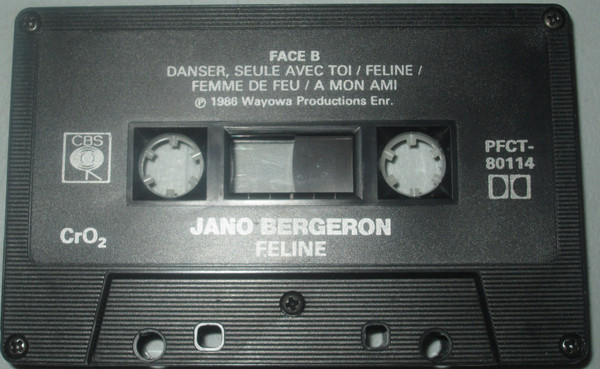 FACE B
DANSER, SEULE AVEC TOI / FELINE /
FEMME DE FEU / A MON AMI
℗ 1986 Wayowa Productions Enr.
CBS
PFCT-
80114
CrO₂
JANO BERGERON
FELINE